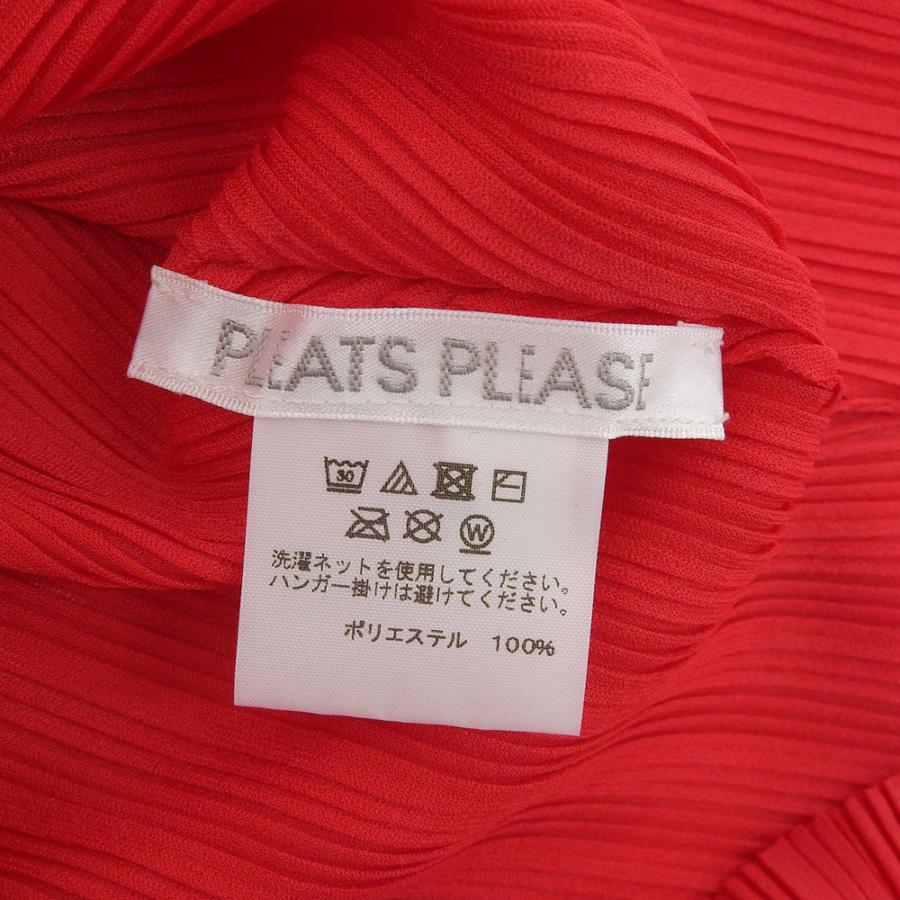 PLEATS PLEASE
30
W
洗濯ネットを使用してください。
ハンガー掛けは避けてください。
ポリエステル 100%